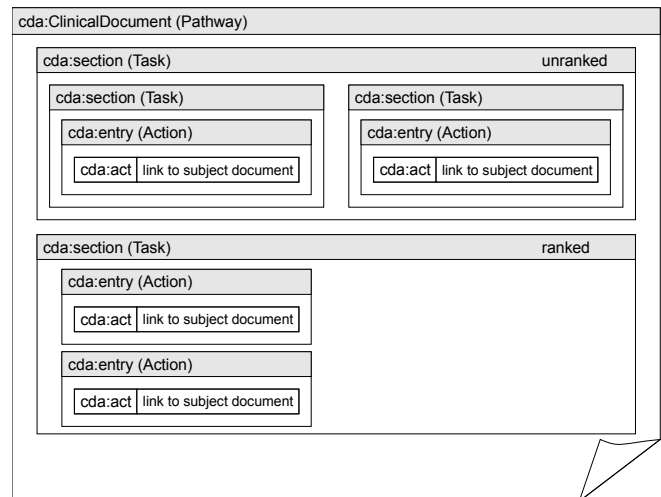 cda:ClinicalDocument (Pathway)
cda:section (Task) unranked
cda:section (Task) cda:section (Task)
cda:entry (Action) cda:entry (Action)
cda:act link to subject document cda:act link to subject document
cda:section (Task) ranked
cda:entry (Action)
cda:act link to subject document
cda:entry (Action)
cda:act link to subject document